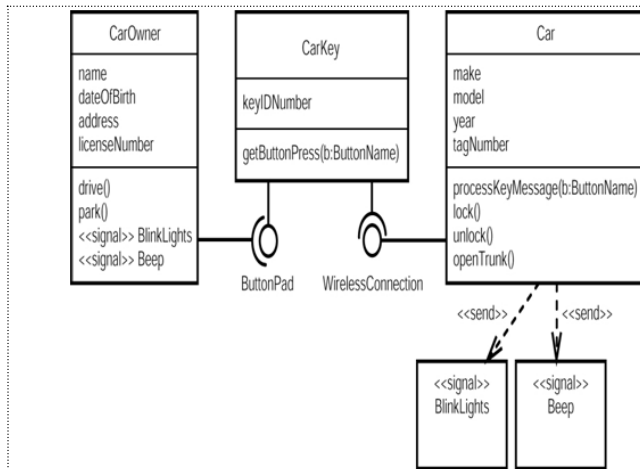 CarOwner
name
dateOfBirth
address
licenseNumber
drive()
park()
<<signal>> BlinkLights
<<signal>> Beep
CarKey
keyIDNumber
getButtonPress(b:ButtonName)
Car
make
model
year
tagNumber
processKeyMessage(b:ButtonName)
lock()
unlock()
openTrunk()
ButtonPad
WirelessConnection
<<send>>
<<send>>
<<signal>>
BlinkLights
<<signal>>
Beep